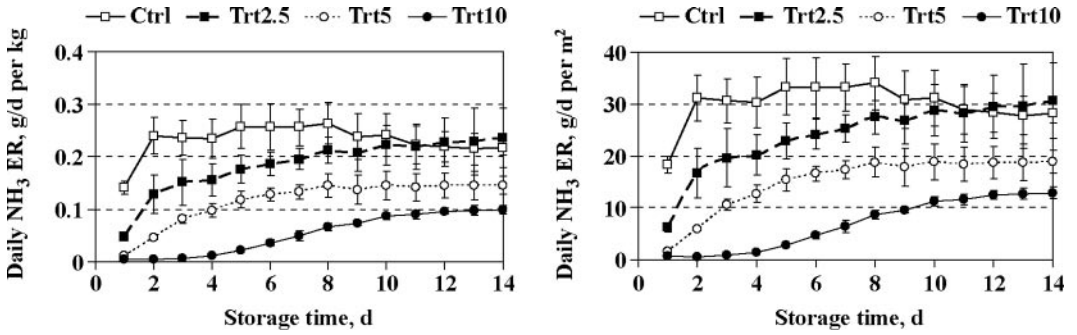 Ctrl Trt2.5 Trt5 Trt10
Daily NH3 ER, g/d per kg
0.4
0.3
0.2
0.1
0
0 2 4 6 8 10 12 14
Storage time, d
Ctrl Trt2.5 Trt5 Trt10
Daily NH3 ER, g/d per m²
40
30
20
10
0
0 2 4 6 8 10 12 14
Storage time, d